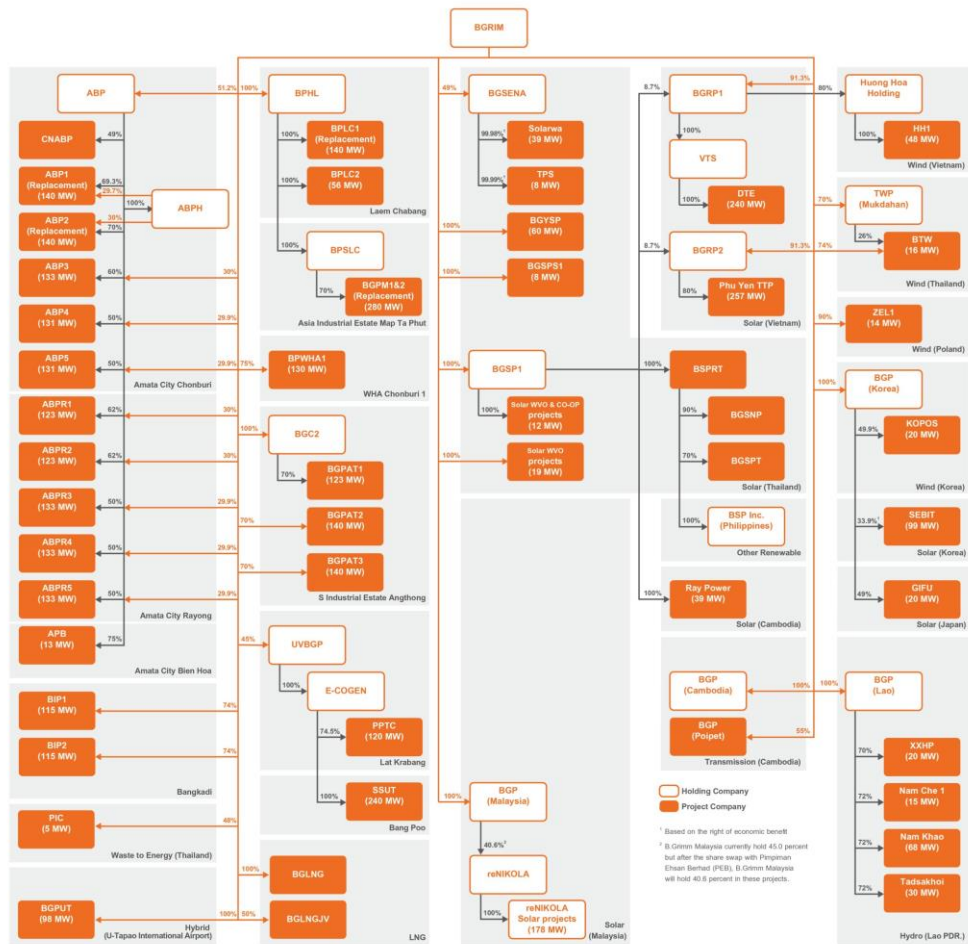 BGRIM
ABP
51.2%
CNABP
49%
ABP1
(Replacement)
(140 MW)
69.3%
29.7%
100%
ABPH
ABP2
(Replacement)
(140 MW)
30%
70%
ABP3
(133 MW)
60%
30%
ABP4
(131 MW)
50%
29.9%
ABP5
(131 MW)
50%
29.9%
Amata City Chonburi
ABPR1
(123 MW)
62%
30%
ABPR2
(123 MW)
62%
30%
ABPR3
(133 MW)
50%
29.9%
ABPR4
(133 MW)
50%
29.9%
ABPR5
(133 MW)
50%
29.9%
Amata City Rayong
APB
(13 MW)
75%
Amata City Bien Hoa
BIP1
(115 MW)
74%
BIP2
(115 MW)
74%
Bangkadi
PIC
(5 MW)
48%
Waste to Energy (Thailand)
BGPUT
(98 MW)
100%
Hybrid
(U-Tapao International Airport)
100%
BPHL
100%
BPLC1
(Replacement)
(140 MW)
100%
BPLC2
(56 MW)
Laem Chabang
100%
BPSLC
70%
BGPM1&2
(Replacement)
(280 MW)
Asia Industrial Estate Map Ta Phut
75%
BPWHA1
(130 MW)
WHA Chonburi 1
100%
BGC2
70%
BGPAT1
(123 MW)
70%
BGPAT2
(140 MW)
70%
BGPAT3
(140 MW)
S Industrial Estate Angthong
45%
UVBGP
100%
E-COGEN
74.5%
PPTC
(120 MW)
Lat Krabang
100%
SSUT
(240 MW)
Bang Poo
100%
BGLNG
50%
BGLNGJV
LNG
49%
BGSENA
99.98%¹
Solarwa
(39 MW)
99.99%¹
TPS
(8 MW)
100%
BGYSP
(60 MW)
100%
BGSPS1
(8 MW)
100%
BGSP1
100%
Solar WVO & CO-OP
projects
(12 MW)
100%
Solar WVO
projects
(19 MW)
100%
BSPRT
90%
BGSNP
70%
BGSPT
Solar (Thailand)
100%
BSP Inc.
(Philippines)
Other Renewable
100%
Ray Power
(39 MW)
Solar (Cambodia)
100%
BGP
(Malaysia)
40.6%²
reNIKOLA
100%
reNIKOLA
Solar projects
(178 MW)
Solar
(Malaysia)
8.7%
BGRP1
91.3%
100%
VTS
100%
DTE
(240 MW)
8.7%
BGRP2
91.3%
80%
Phu Yen TTP
(257 MW)
Solar (Vietnam)
80%
Huong Hoa
Holding
100%
HH1
(48 MW)
Wind (Vietnam)
70%
TWP
(Mukdahan)
26%
74%
BTW
(16 MW)
Wind (Thailand)
90%
ZEL1
(14 MW)
Wind (Poland)
100%
BGP
(Korea)
49.9%
KOPOS
(20 MW)
Wind (Korea)
33.9%¹
SEBIT
(99 MW)
Solar (Korea)
49%
GIFU
(20 MW)
Solar (Japan)
BGP
(Cambodia)
100%
BGP
(Poipet)
55%
Transmission (Cambodia)
100%
BGP
(Lao)
70%
XXHP
(20 MW)
72%
Nam Che 1
(15 MW)
72%
Nam Khao
(68 MW)
72%
Tadsakhoi
(30 MW)
Hydro (Lao PDR.)
Holding Company
Project Company
¹ Based on the right of economic benefit
² B.Grimm Malaysia currently hold 45.0 percent
but after the share swap with Pimpiman
Ehsan Berhad (PEB), B.Grimm Malaysia
will hold 40.6 percent in these projects.